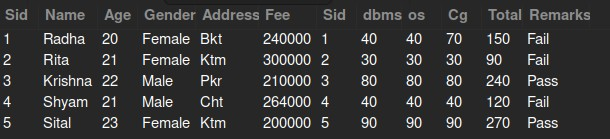 Sid Name Age Gender Address Fee Sid dbms os Cg Total Remarks
1 Radha 20 Female Bkt 240000 1 40 40 70 150 Fail
2 Rita 21 Female Ktm 300000 2 30 30 30 90 Fail
3 Krishna 22 Male Pkr 210000 3 80 80 80 240 Pass
4 Shyam 21 Male Cht 264000 4 40 40 40 120 Fail
5 Sital 23 Female Ktm 200000 5 90 90 90 270 Pass